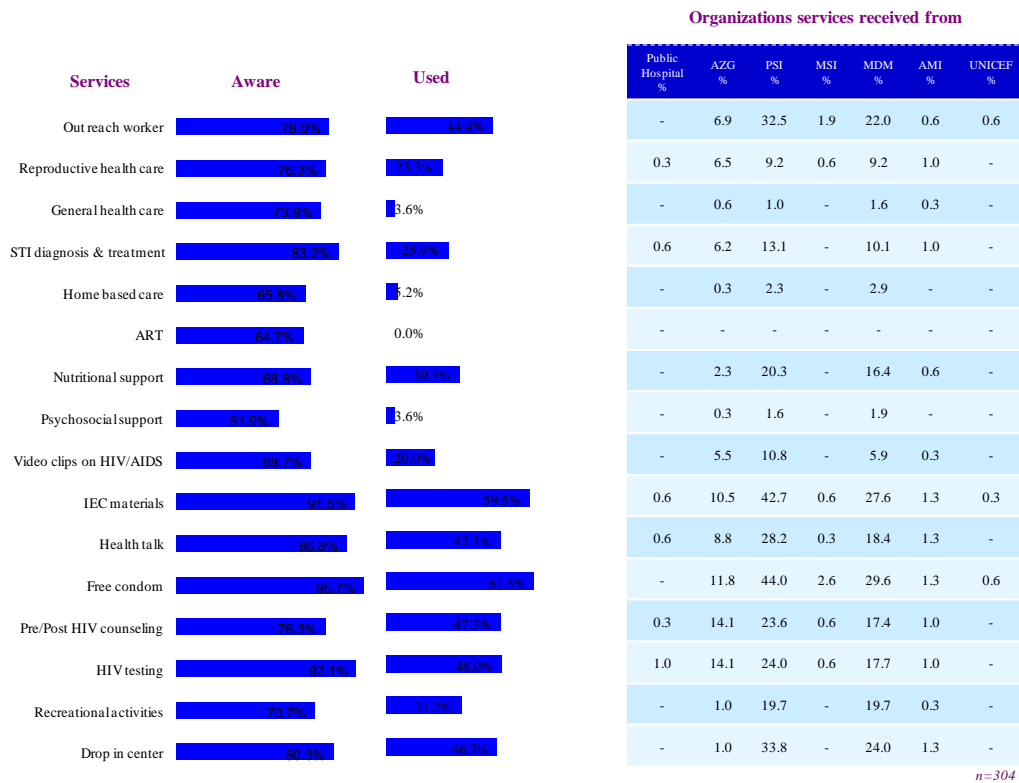 Organizations services received from
Services Aware Used
Public Hospital % AZG % PSI % MSI % MDM % AMI % UNICEF %
Out reach worker 78.0% 44.4% - 6.9 32.5 1.9 22.0 0.6 0.6
Reproductive health care 76.3% 23.3% 0.3 6.5 9.2 0.6 9.2 1.0 -
General health care 73.9% 3.6% - 0.6 1.0 - 1.6 0.3 -
STI diagnosis & treatment 83.2% 25.9% 0.6 6.2 13.1 - 10.1 1.0 -
Home based care 65.8% 5.2% - 0.3 2.3 - 2.9 - -
ART 64.7% 0.0% - - - - - - -
Nutritional support 68.8% 30.5% - 2.3 20.3 - 16.4 0.6 -
Psychosocial support 51.9% 3.6% - 0.3 1.6 - 1.9 - -
Video clips on HIV/AIDS 68.7% 20.0% - 5.5 10.8 - 5.9 0.3 -
IEC materials 91.5% 59.5% 0.6 10.5 42.7 0.6 27.6 1.3 0.3
Health talk 86.8% 47.3% 0.6 8.8 28.2 0.3 18.4 1.3 -
Free condom 95.7% 61.5% - 11.8 44.0 2.6 29.6 1.3 0.6
Pre/Post HIV counseling 76.3% 47.3% 0.3 14.1 23.6 0.6 17.4 1.0 -
HIV testing 92.1% 48.0% 1.0 14.1 24.0 0.6 17.7 1.0 -
Recreational activities 70.7% 31.2% - 1.0 19.7 - 19.7 0.3 -
Drop in center 80.3% 46.3% - 1.0 33.8 - 24.0 1.3 -
n=304